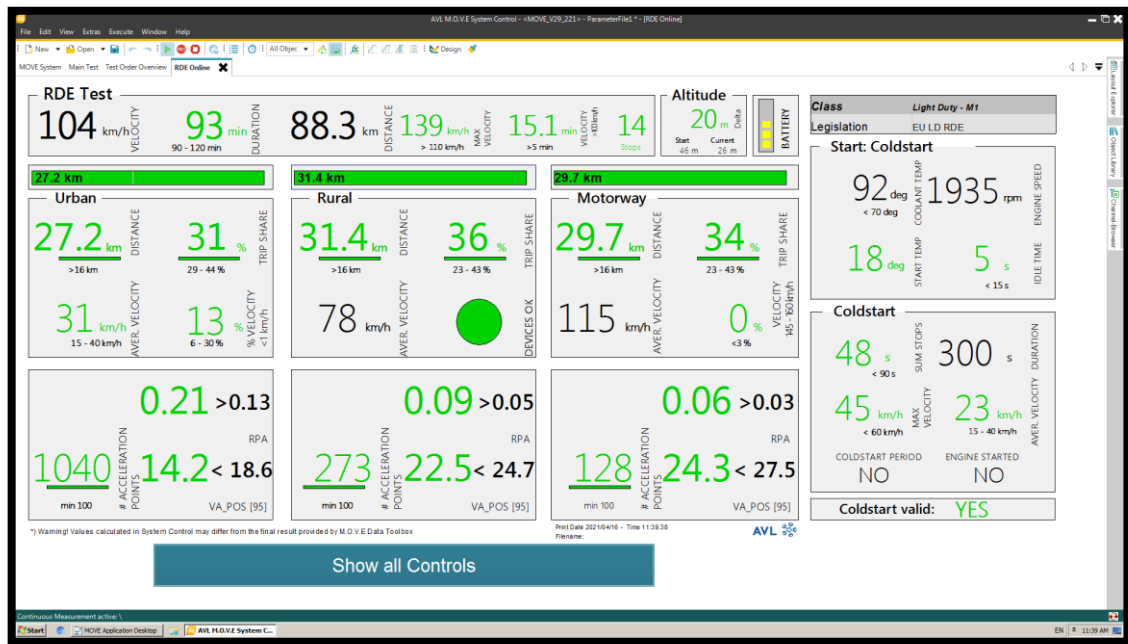 AVL M.O.V.E System Control - <MOVE_V29_221> - ParameterFile1 * - [RDE Online]
File Edit View Extras Execute Window Help
New Open All Objec Design
MOVE System Main Test Test Order Overview RDE Online
Layout Explorer
Object Library
Channel-Browser
RDE Test
104 km/h VELOCITY
93 min DURATION
90 - 120 min
88.3 km DISTANCE
139 km/h MAX VELOCITY
> 110 km/h
15.1 min VELOCITY >100km/h
>5 min
14
Stops
Altitude
20 m Delta
Start Current
46 m 26 m
BATTERY
Class Light Duty - M1
Legislation EU LD RDE
27.2 km
31.4 km
29.7 km
Urban
27.2 km DISTANCE
>16 km
31 % TRIP SHARE
29 - 44 %
31 km/h AVER. VELOCITY
15 - 40 km/h
13 % % VELOCITY <1 km/h
6 - 30 %
Rural
31.4 km DISTANCE
>16 km
36 % TRIP SHARE
23 - 43 %
78 km/h AVER. VELOCITY
DEVICES OK
Motorway
29.7 km DISTANCE
>16 km
34 % TRIP SHARE
23 - 43 %
115 km/h AVER. VELOCITY
0 % VELOCITY 145 - 160 km/h
<3 %
0.21 >0.13
RPA
1040 # ACCELERATION POINTS
min 100
14.2 < 18.6
VA_POS [95]
0.09 >0.05
RPA
273 # ACCELERATION POINTS
min 100
22.5 < 24.7
VA_POS [95]
0.06 >0.03
RPA
128 # ACCELERATION POINTS
min 100
24.3 < 27.5
VA_POS [95]
Start: Coldstart
92 deg COOLANT TEMP
< 70 deg
1935 rpm ENGINE SPEED
18 deg START TEMP
5 s IDLE TIME
< 15 s
Coldstart
48 s SUM STOPS
< 90 s
300 s DURATION
45 km/h MAX VELOCITY
< 60 km/h
23 km/h AVER. VELOCITY
15 - 40 km/h
COLDSTART PERIOD ENGINE STARTED
NO NO
Coldstart valid: YES
*) Warning! Values calculated in System Control may differ from the final result provided by M.O.V.E Data Toolbox
Print Date 2021/04/16 - Time 11:39:38
Filename:
AVL
Show all Controls
Continuous Measurement active: \
Start MOVE Application Desktop AVL M.O.V.E System C... EN 11:39 AM